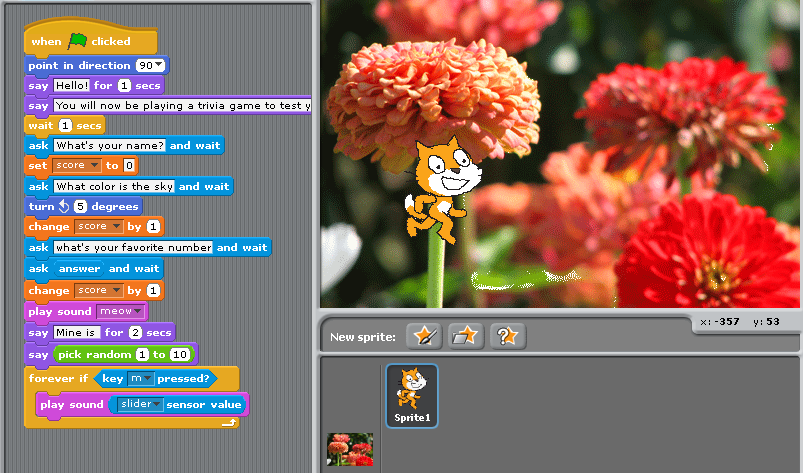 when clicked
point in direction 90
say Hello! for 1 secs
say You will now be playing a trivia game to test y
wait 1 secs
ask What's your name? and wait
set score to 0
ask What color is the sky and wait
turn 5 degrees
change score by 1
ask what's your favorite number and wait
ask answer and wait
change score by 1
play sound meow
say Mine is for 2 secs
say pick random 1 to 10
forever if key m pressed?
play sound slider sensor value
x: -357 y: 53
New sprite:
Sprite1